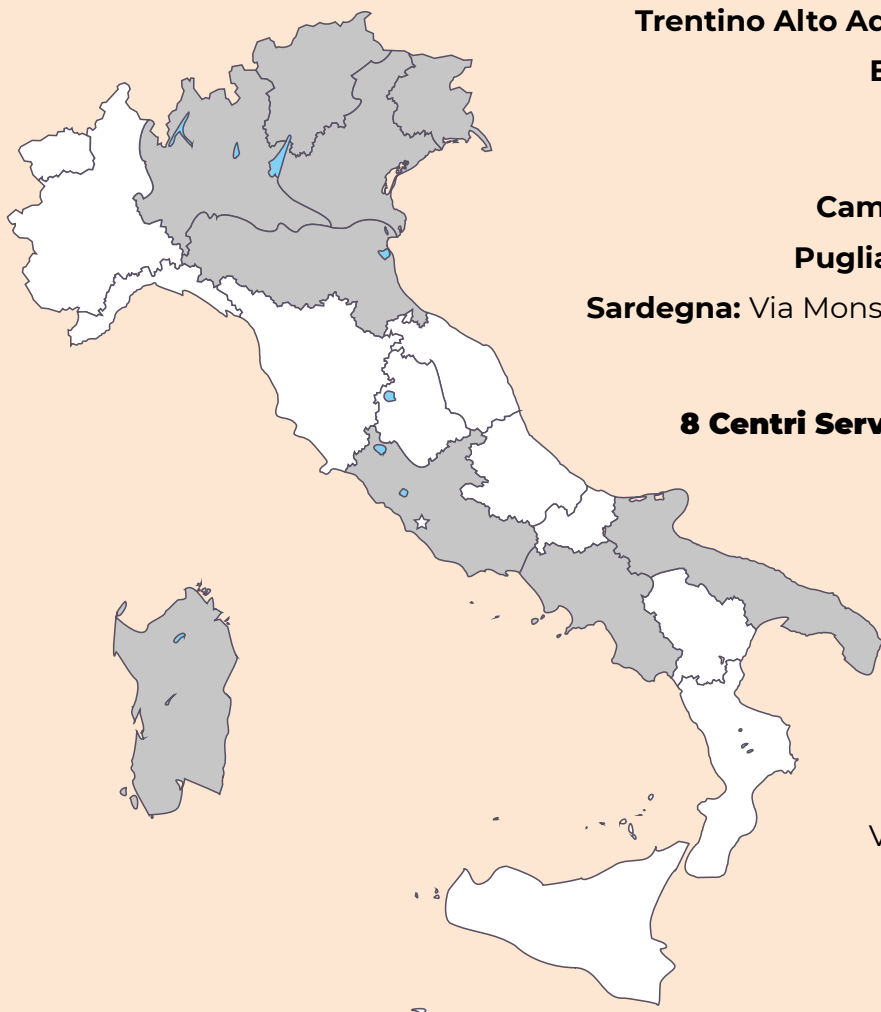 Trentino Alto Ad
E
Cam
Puglia
Sardegna: Via Mons
8 Centri Serv
V